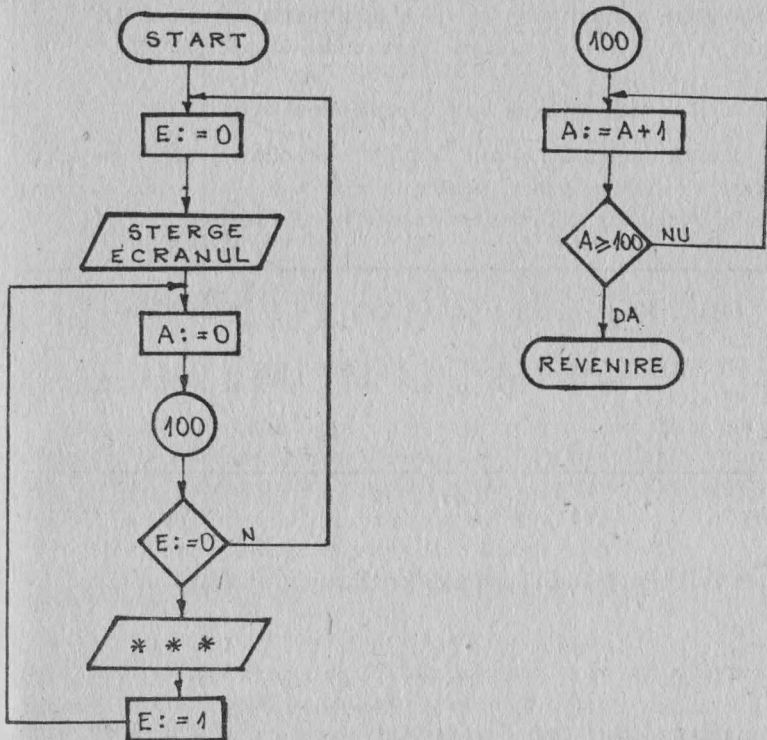 START
E:=0
STERGE
ECRANUL
A:=0
100
E:=0
N
* * *
E:=1
100
A:=A+1
A≥100
NU
DA
REVENIRE